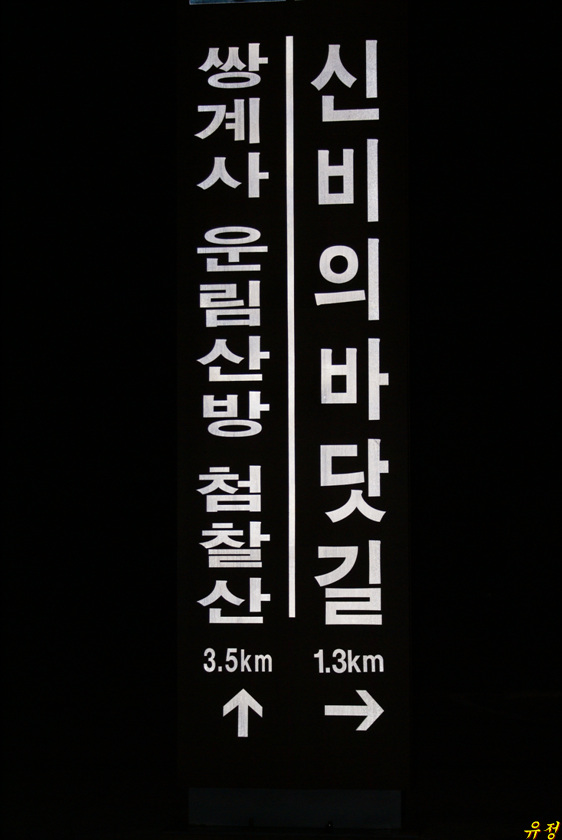 쌍계사 운림산방 첨찰산
3.5km
↑
신비의 바닷길
1.3km
→
유정